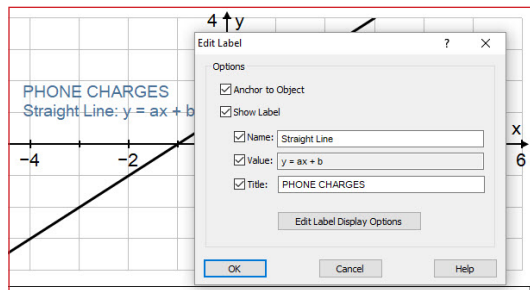 4 y
Edit Label ? X
Options
Anchor to Object
Show Label
PHONE CHARGES
Straight Line: y = ax + b
Name: Straight Line
Value: y = ax + b
Title: PHONE CHARGES
x
−4 −2 6
Edit Label Display Options
OK Cancel Help